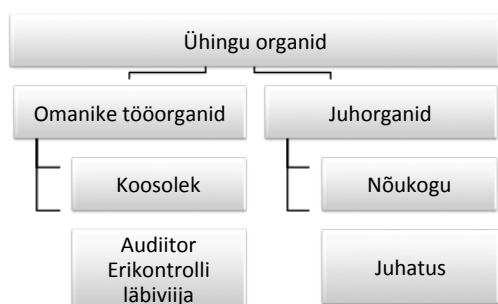 Ühingu organid
Omanike tööorganid
Juhorganid
Koosolek
Nõukogu
Audiitor
Erikontrolli
läbiviija
Juhatus